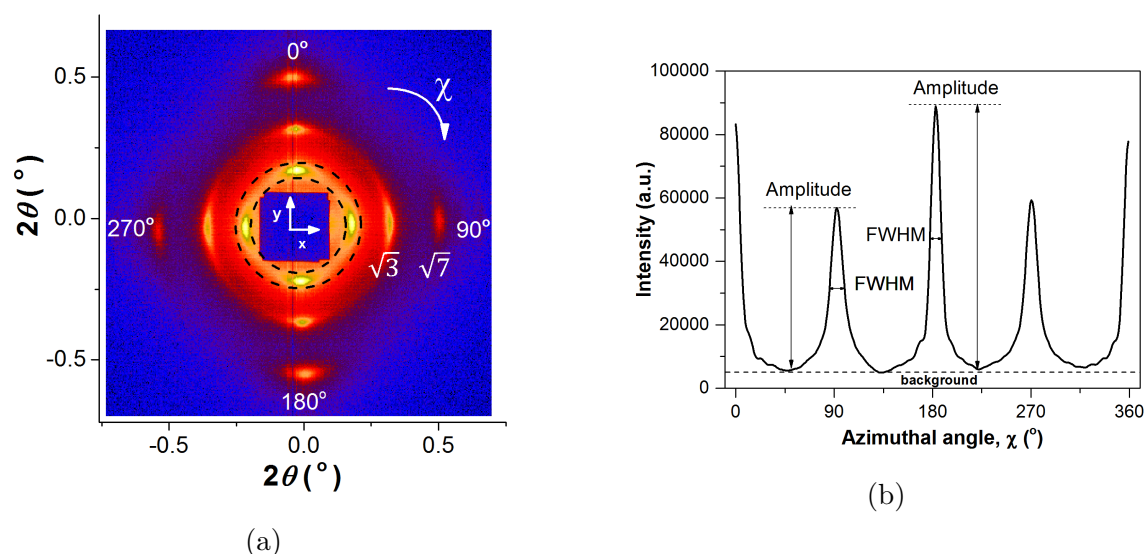 0.5
0.0
-0.5
2θ (°)
-0.5
0.0
0.5
2θ (°)
0°
χ
270°
90°
y
x
√3
√7
180°
(a)
100000
80000
60000
40000
20000
0
Intensity (a.u.)
0
90
180
270
360
Azimuthal angle, χ (°)
Amplitude
Amplitude
FWHM
FWHM
background
(b)